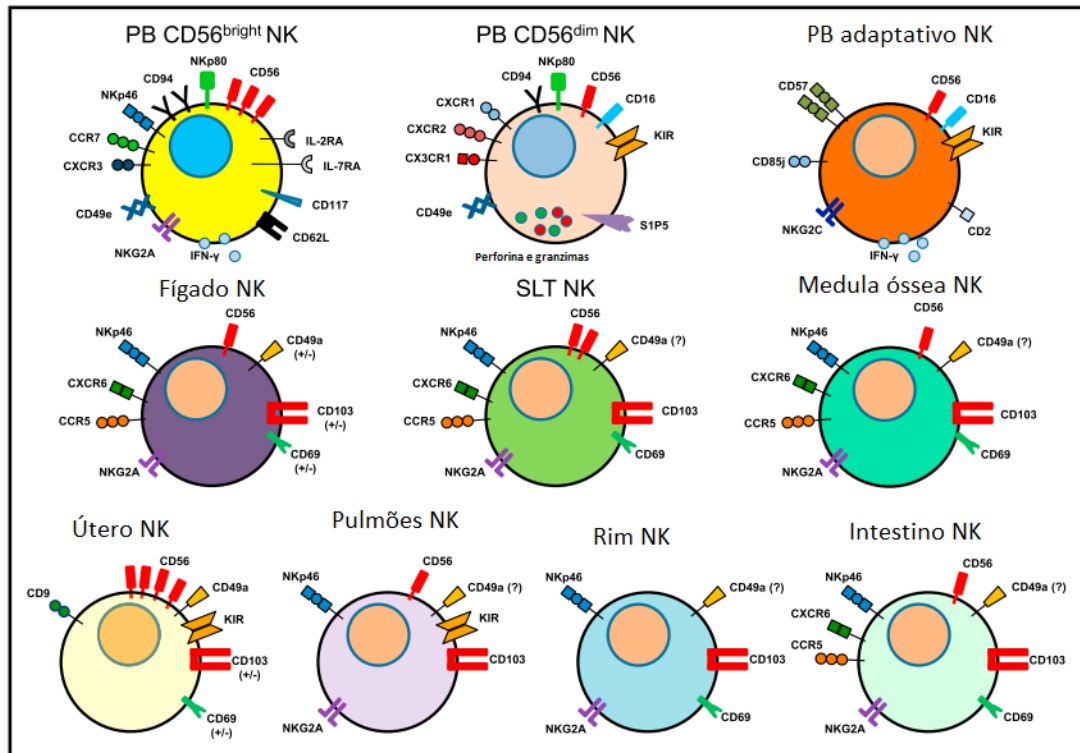 PB CD56bright NK
NKp80
CD94
CD56
NKp46
CCR7
IL-2RA
CXCR3
IL-7RA
CD49e
CD117
NKG2A
IFN-γ
CD62L
PB CD56dim NK
NKp80
CD94
CD56
CXCR1
CD16
CXCR2
KIR
CX3CR1
CD49e
S1P5
Perforina e granzimas
PB adaptativo NK
CD57
CD56
CD16
KIR
CD85j
NKG2C
CD2
IFN-γ
Fígado NK
CD56
NKp46
CD49a
(+/-)
CXCR6
CCR5
CD103
(+/-)
NKG2A
CD69
(+/-)
SLT NK
CD56
NKp46
CD49a (?)
CXCR6
CCR5
CD103
NKG2A
CD69
Medula óssea NK
CD56
NKp46
CD49a (?)
CXCR6
CCR5
CD103
NKG2A
CD69
Útero NK
CD56
CD9
CD49a
KIR
CD103
(+/-)
CD69
(+/-)
Pulmões NK
CD56
NKp46
CD49a (?)
KIR
CD103
NKG2A
Rim NK
NKp46
CD49a (?)
CD103
NKG2A
CD69
Intestino NK
CD56
NKp46
CD49a (?)
CXCR6
CCR5
CD103
NKG2A
CD69